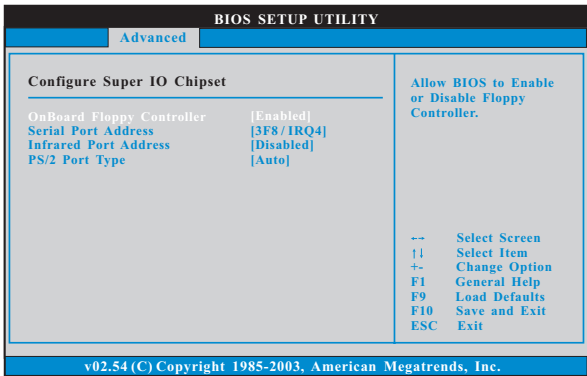 BIOS SETUP UTILITY
Advanced
Configure Super IO Chipset
OnBoard Floppy Controller [Enabled]
Serial Port Address [3F8 / IRQ4]
Infrared Port Address [Disabled]
PS/2 Port Type [Auto]
Allow BIOS to Enable
or Disable Floppy
Controller.
←→ Select Screen
↑↓ Select Item
+- Change Option
F1 General Help
F9 Load Defaults
F10 Save and Exit
ESC Exit
v02.54 (C) Copyright 1985-2003, American Megatrends, Inc.